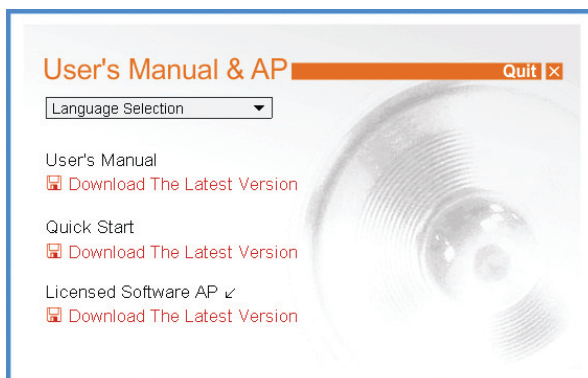 User's Manual & AP
Quit
Language Selection
User's Manual
Download The Latest Version
Quick Start
Download The Latest Version
Licensed Software AP ↙
Download The Latest Version